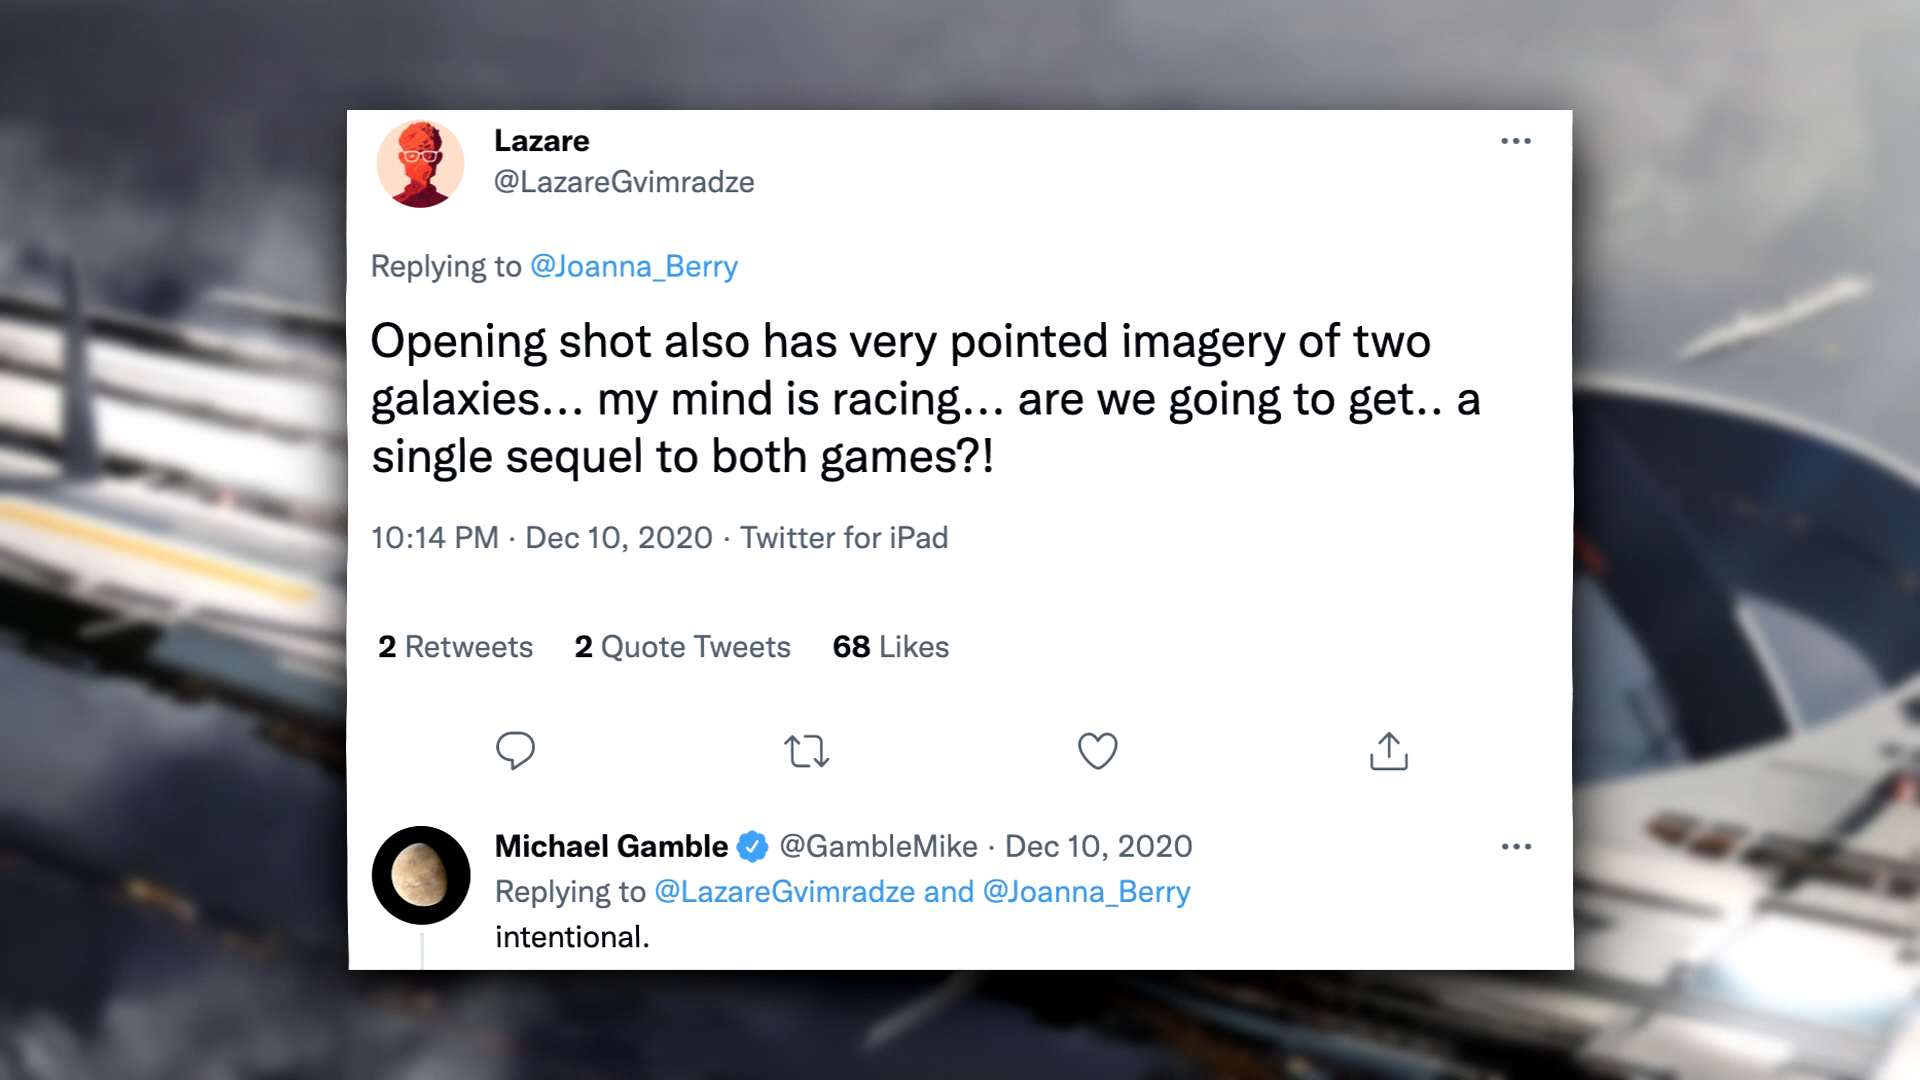 Lazare
@LazareGvimradze
Replying to @Joanna_Berry
Opening shot also has very pointed imagery of two
galaxies... my mind is racing... are we going to get.. a
single sequel to both games?!
10:14 PM · Dec 10, 2020 · Twitter for iPad
2 Retweets 2 Quote Tweets 68 Likes
Michael Gamble @GambleMike · Dec 10, 2020
Replying to @LazareGvimradze and @Joanna_Berry
intentional.